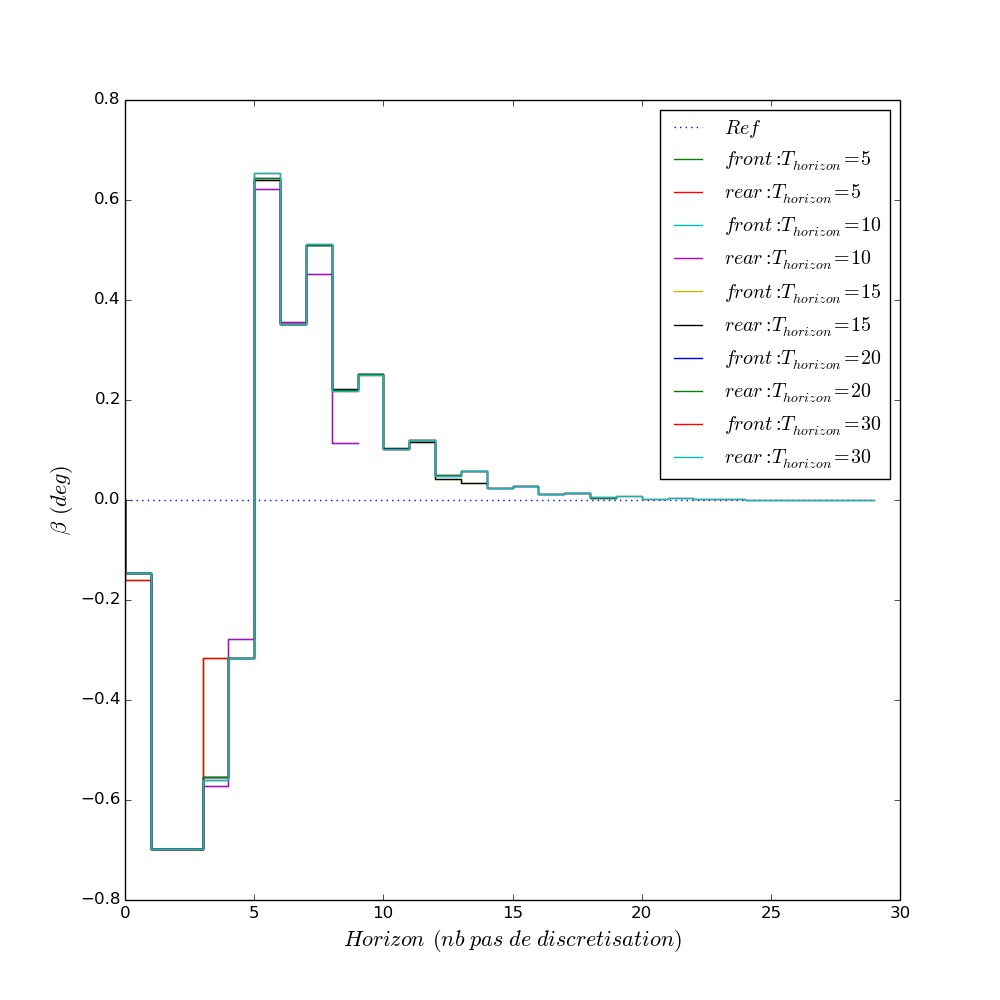 0.8
0.6
0.4
0.2
0.0
−0.2
−0.4
−0.6
−0.8
β (deg)
Ref
front:T_horizon=5
rear:T_horizon=5
front:T_horizon=10
rear:T_horizon=10
front:T_horizon=15
rear:T_horizon=15
front:T_horizon=20
rear:T_horizon=20
front:T_horizon=30
rear:T_horizon=30
0 5 10 15 20 25 30
Horizon (nb pas de discretisation)